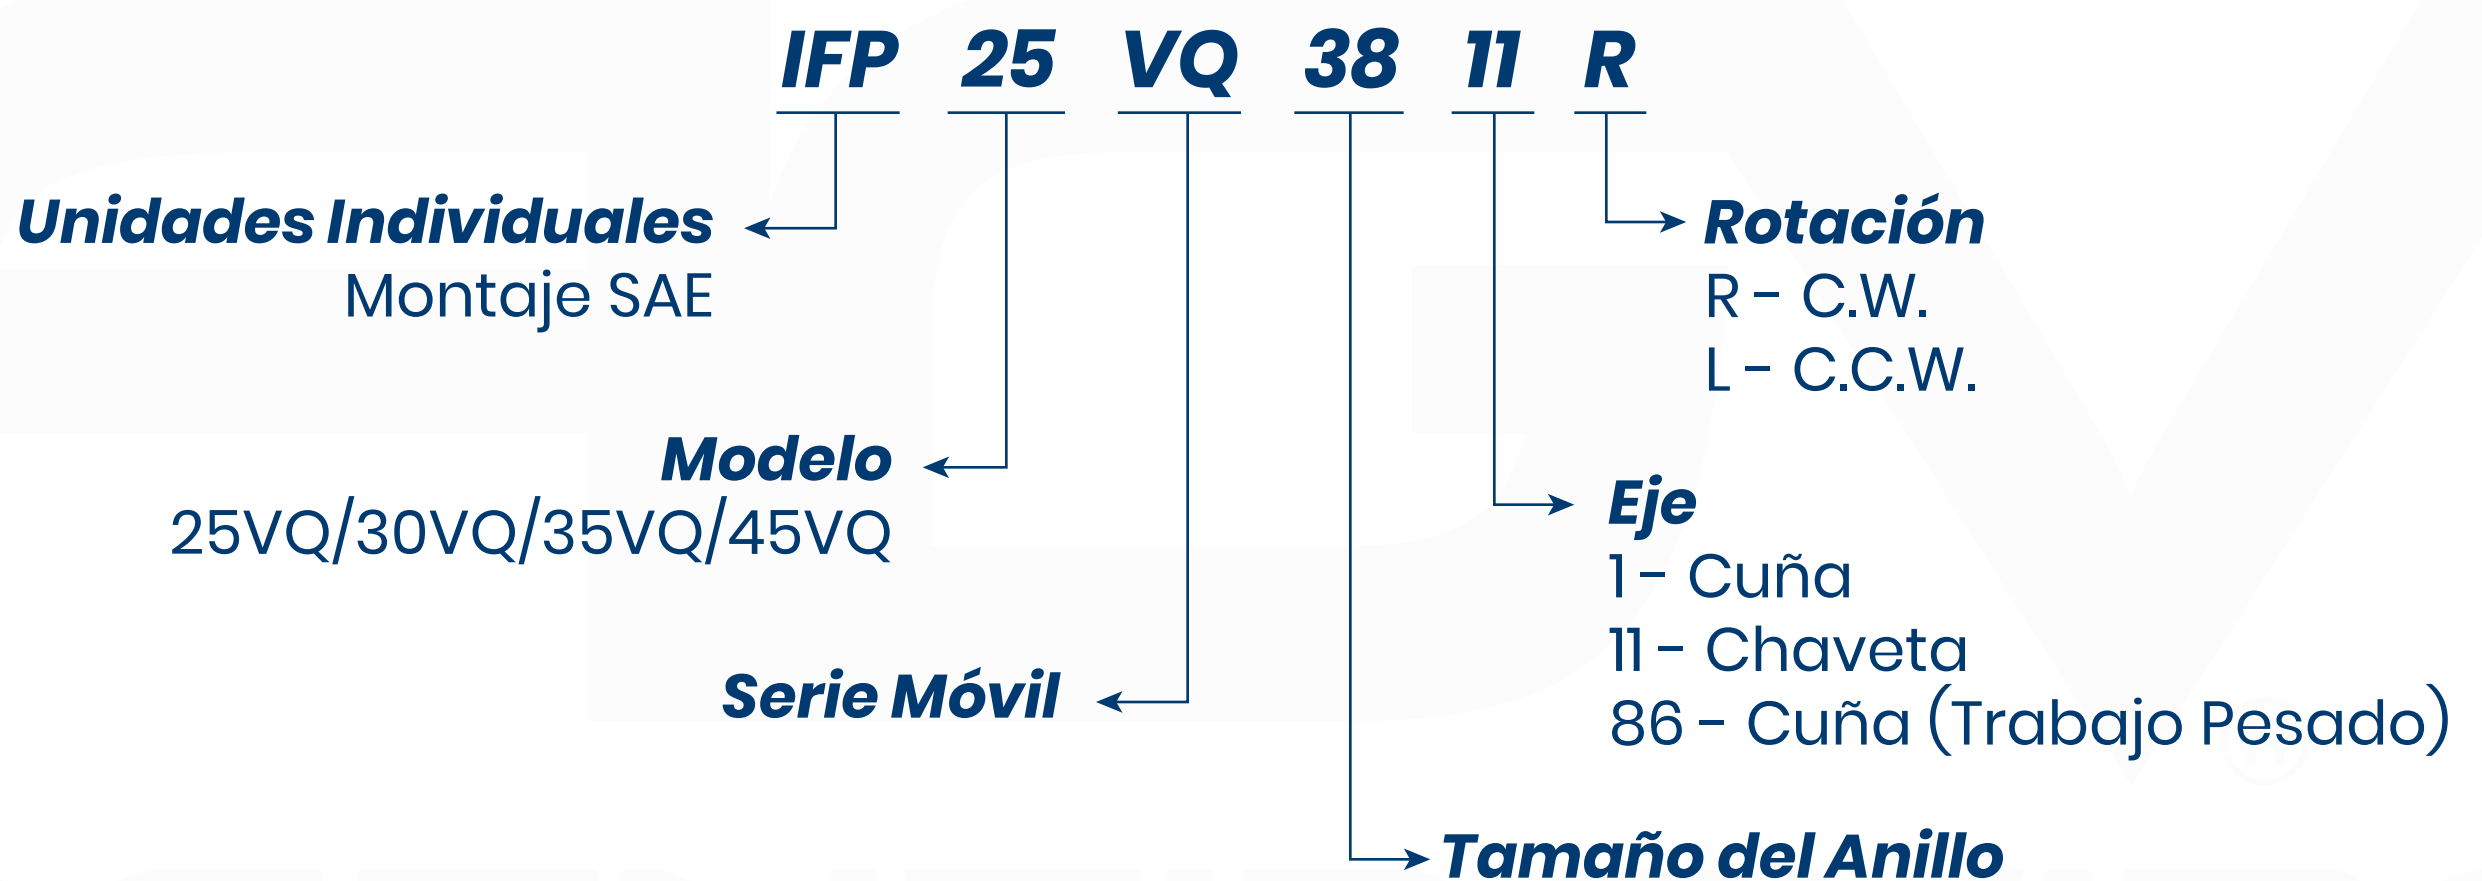 IFP 25 VQ 38 11 R
Unidades Individuales
Montaje SAE
Rotación
R - C.W.
L - C.C.W.
Modelo
25VQ/30VQ/35VQ/45VQ
Eje
1 - Cuña
11 - Chaveta
86 - Cuña (Trabajo Pesado)
Serie Móvil
Tamaño del Anillo